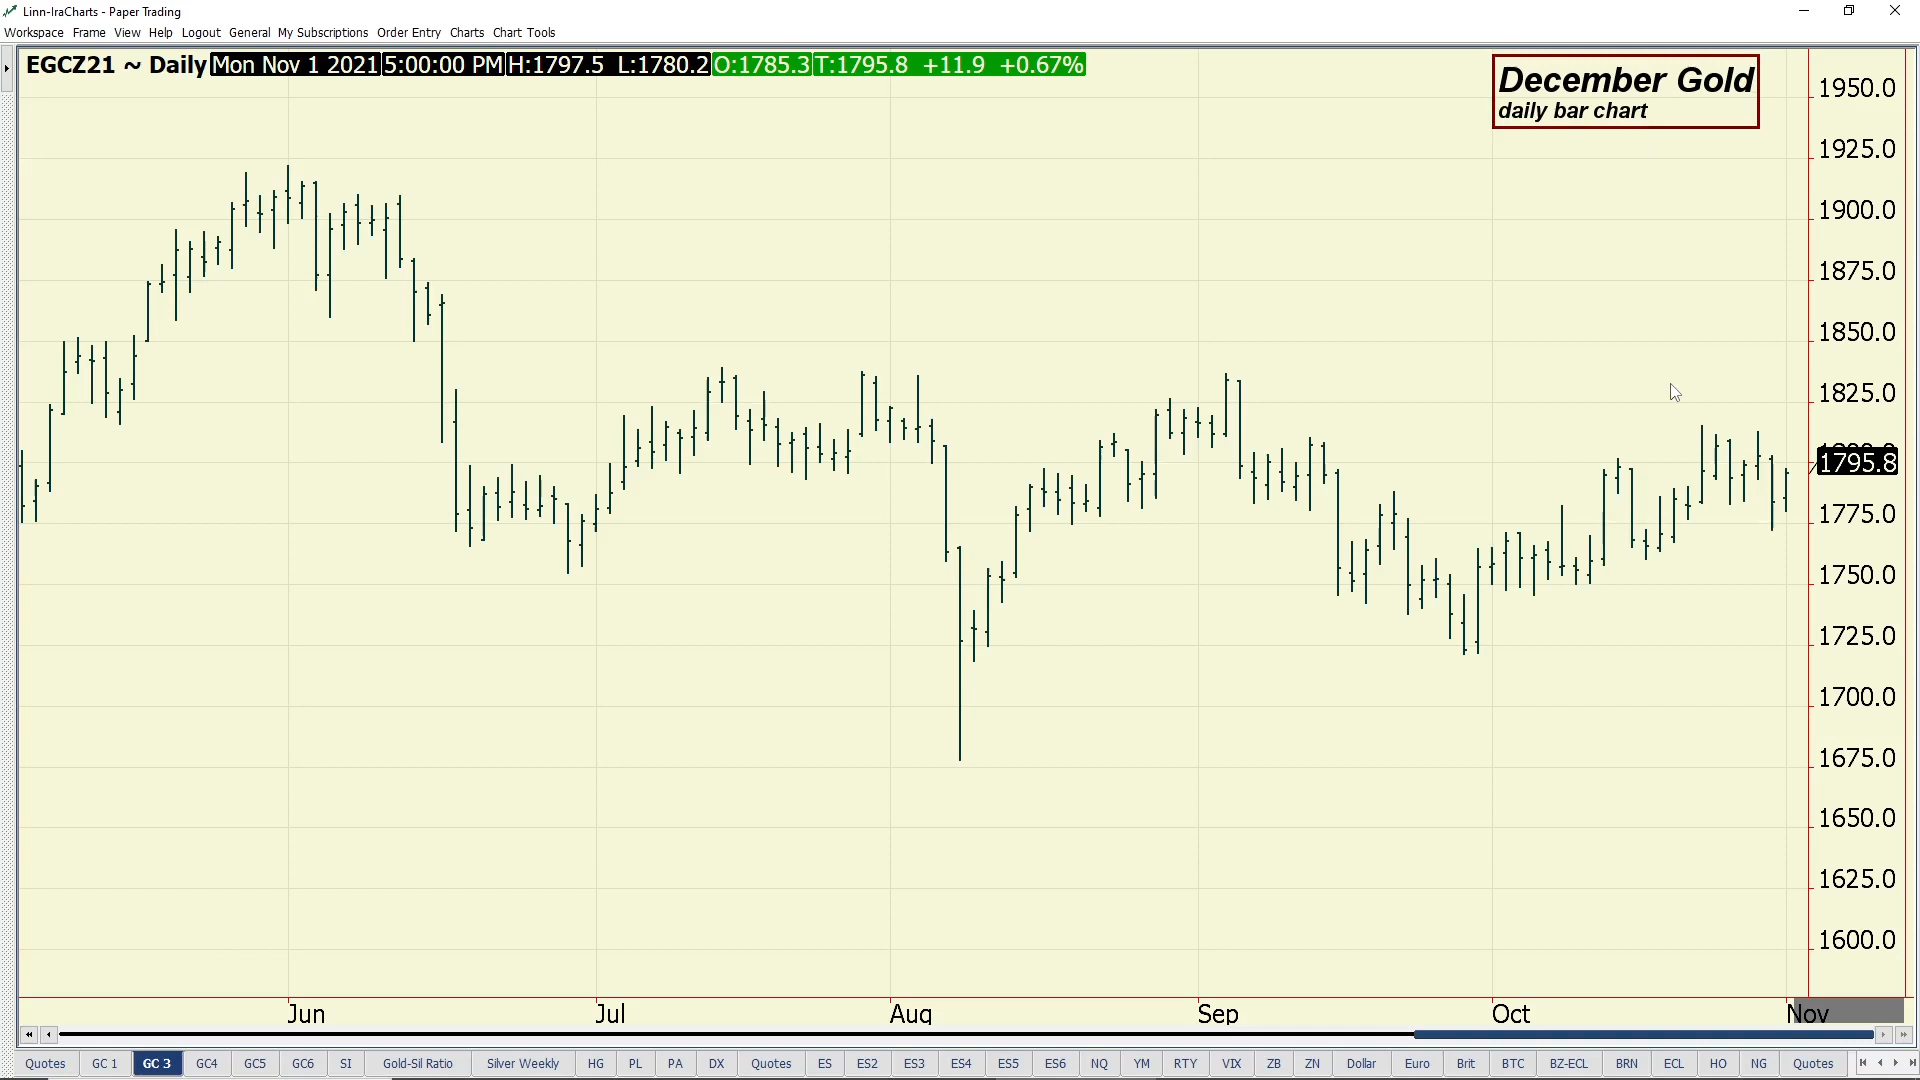 Linn-IraCharts - Paper Trading
Workspace Frame View Help Logout General My Subscriptions Order Entry Charts Chart Tools
EGCZ21 ~ Daily Mon Nov 1 2021 5:00:00 PM H:1797.5 L:1780.2 O:1785.3 T:1795.8 +11.9 +0.67%
December Gold
daily bar chart
1950.0
1925.0
1900.0
1875.0
1850.0
1825.0
1795.8
1775.0
1750.0
1725.0
1700.0
1675.0
1650.0
1625.0
1600.0
Jun Jul Aug Sep Oct Nov
Quotes GC 1 GC 3 GC4 GC5 GC6 SI Gold-Sil Ratio Silver Weekly HG PL PA DX Quotes ES ES2 ES3 ES4 ES5 ES6 NQ YM RTY VIX ZB ZN Dollar Euro Brit BTC BZ-ECL BRN ECL HO NG Quotes